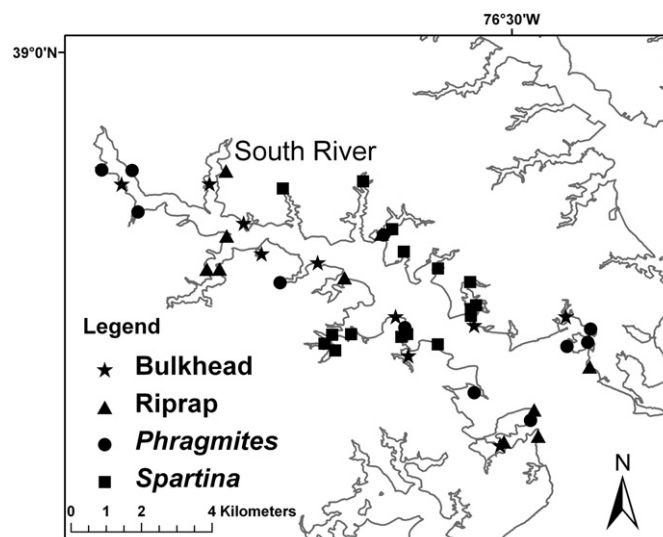 76°30'W
39°0'N
South River
Legend
Bulkhead
Riprap
Phragmites
Spartina
0 1 2 4 Kilometers
N